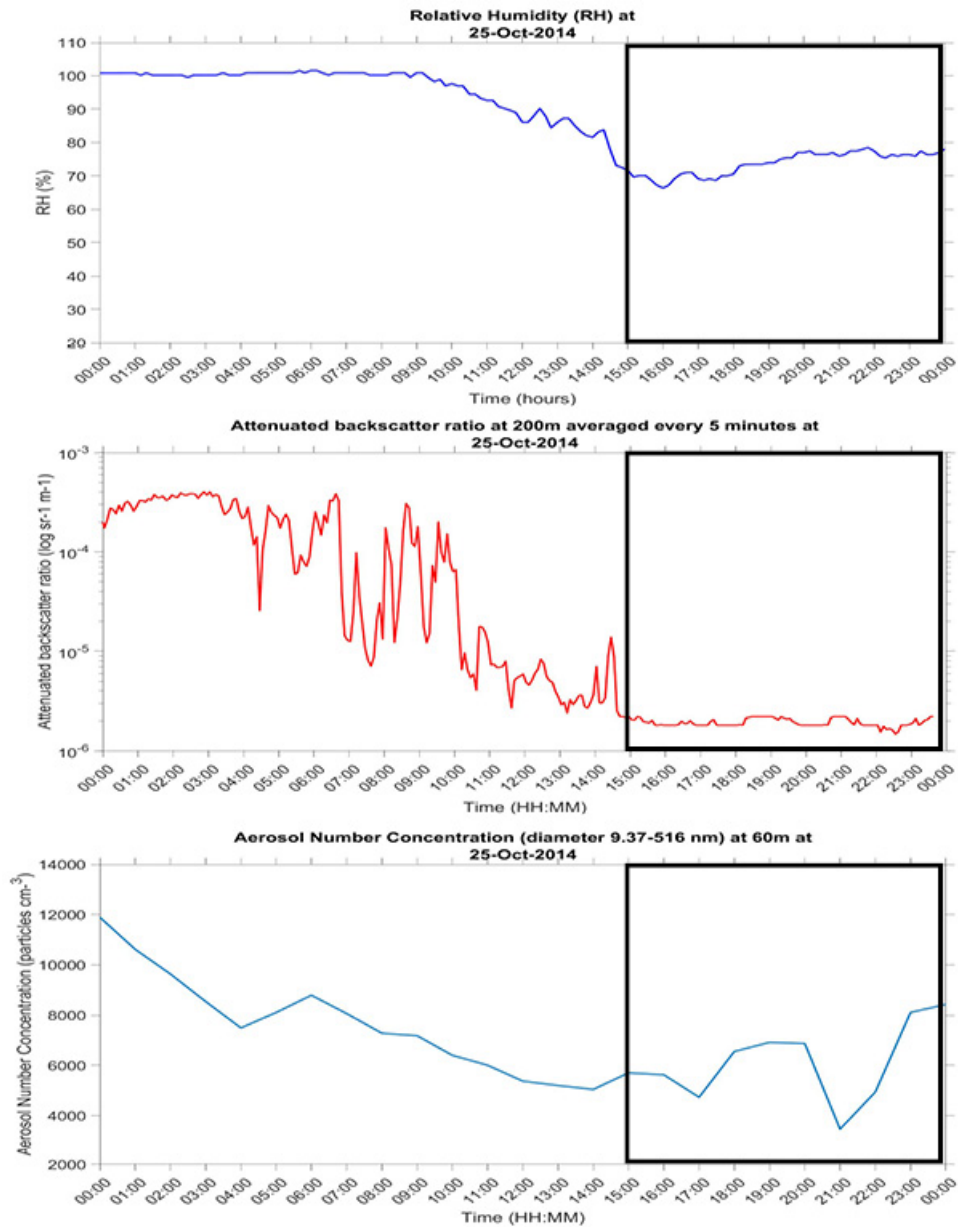 Relative Humidity (RH) at
25-Oct-2014
110
100
90
80
70
60
50
40
30
20
RH (%)
00:00 01:00 02:00 03:00 04:00 05:00 06:00 07:00 08:00 09:00 10:00 11:00 12:00 13:00 14:00 15:00 16:00 17:00 18:00 19:00 20:00 21:00 22:00 23:00 00:00
Time (hours)
Attenuated backscatter ratio at 200m averaged every 5 minutes at
25-Oct-2014
10-3
10-4
10-5
10-6
Attenuated backscatter ratio (log sr-1 m-1)
00:00 01:00 02:00 03:00 04:00 05:00 06:00 07:00 08:00 09:00 10:00 11:00 12:00 13:00 14:00 15:00 16:00 17:00 18:00 19:00 20:00 21:00 22:00 23:00 00:00
Time (HH:MM)
Aerosol Number Concentration (diameter 9.37-516 nm) at 60m at
25-Oct-2014
14000
12000
10000
8000
6000
4000
2000
Aerosol Number Concentration (particles cm-3)
00:00 01:00 02:00 03:00 04:00 05:00 06:00 07:00 08:00 09:00 10:00 11:00 12:00 13:00 14:00 15:00 16:00 17:00 18:00 19:00 20:00 21:00 22:00 23:00 00:00
Time (HH:MM)